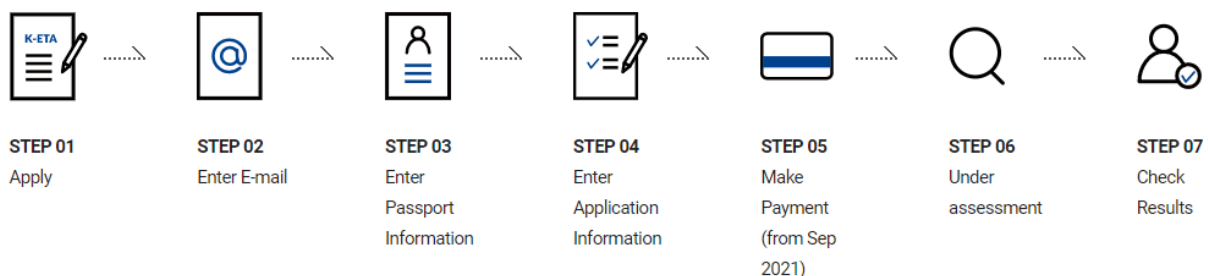 K-ETA
@
STEP 01
Apply
STEP 02
Enter E-mail
STEP 03
Enter
Passport
Information
STEP 04
Enter
Application
Information
STEP 05
Make
Payment
(from Sep
2021)
STEP 06
Under
assessment
STEP 07
Check
Results